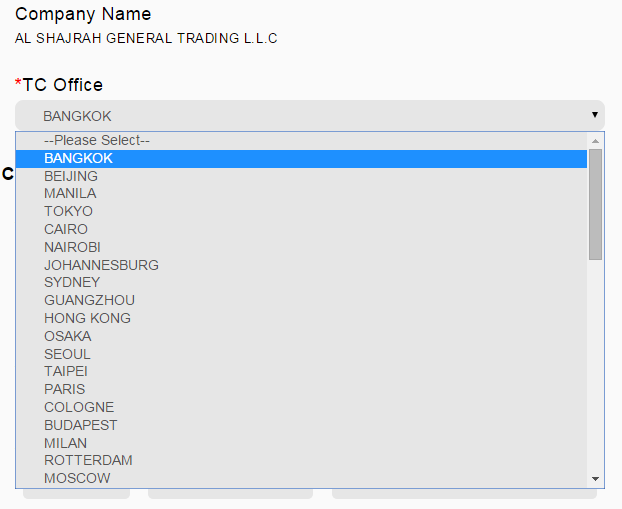 Company Name
AL SHAJRAH GENERAL TRADING L.L.C
*TC Office
BANGKOK
--Please Select--
BANGKOK
BEIJING
MANILA
TOKYO
CAIRO
NAIROBI
JOHANNESBURG
SYDNEY
GUANGZHOU
HONG KONG
OSAKA
SEOUL
TAIPEI
PARIS
COLOGNE
BUDAPEST
MILAN
ROTTERDAM
MOSCOW